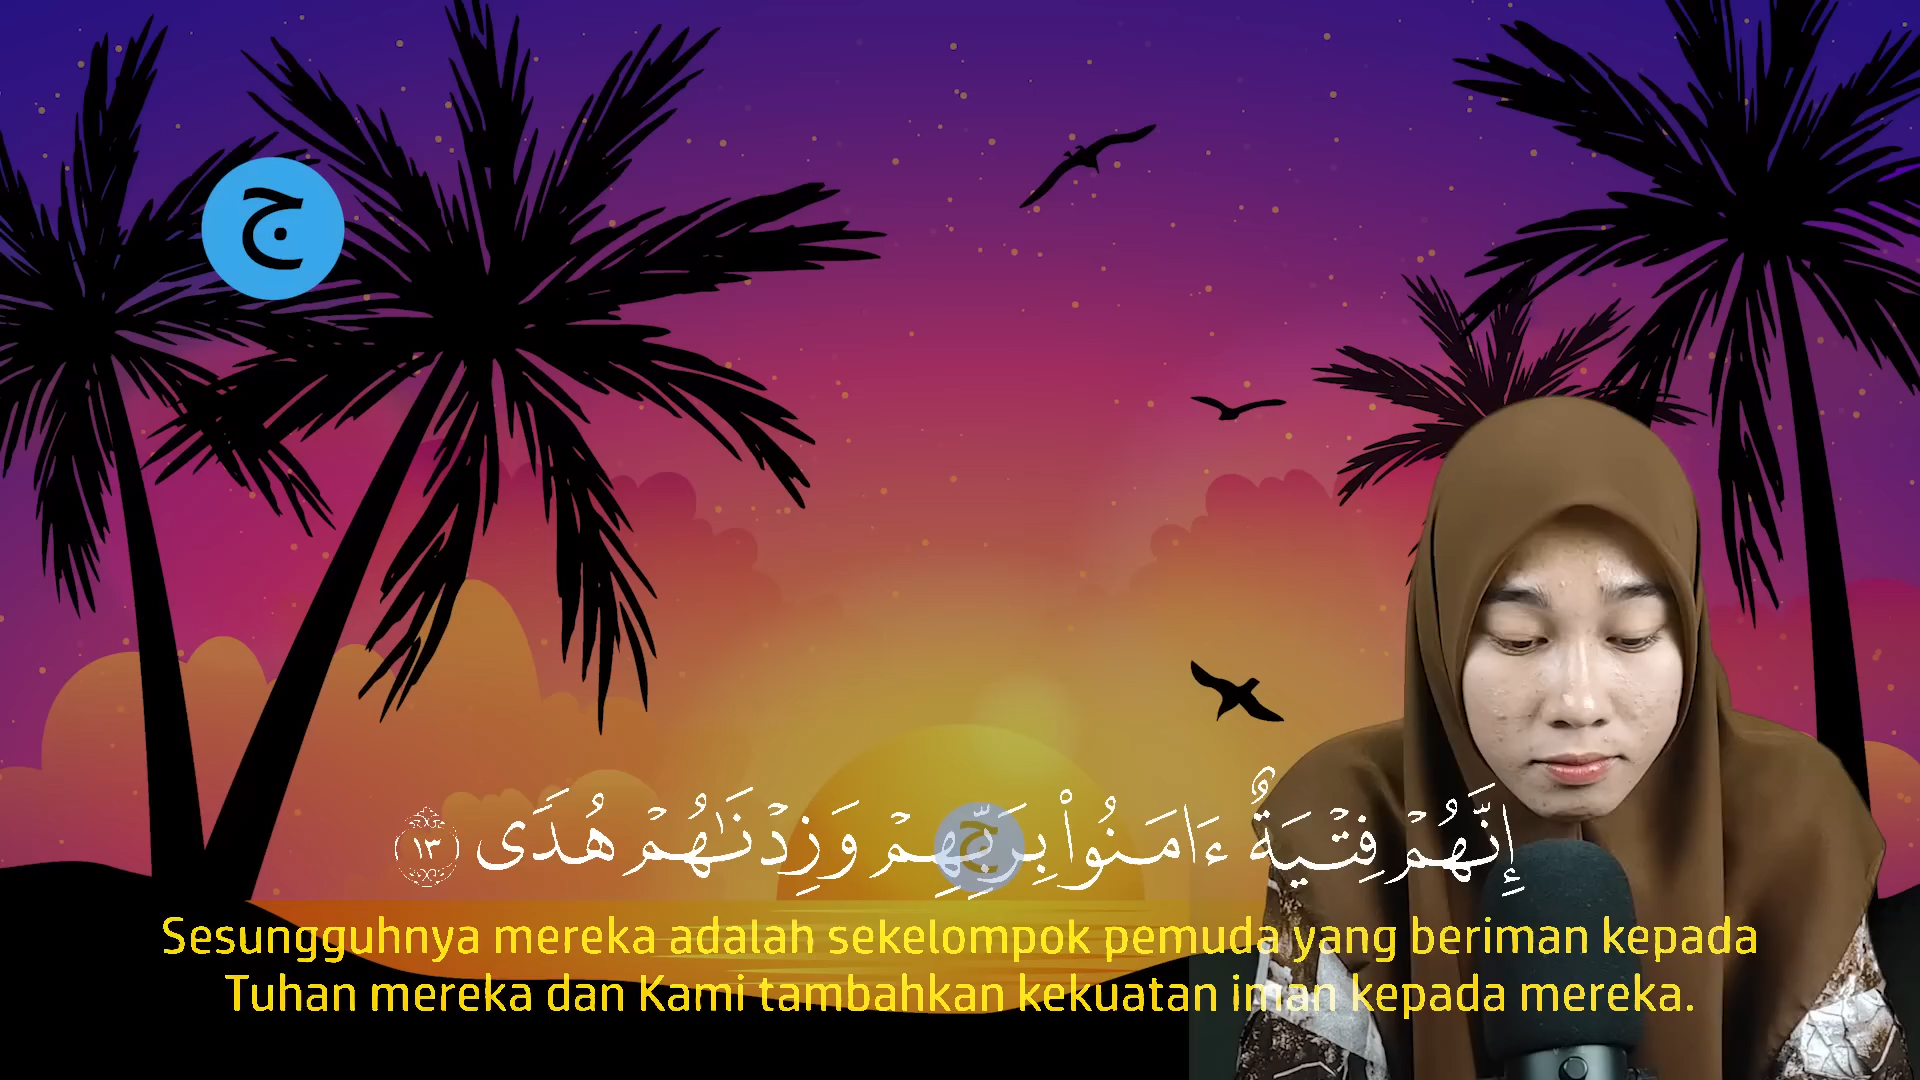 ج
إِنَّهُمْ فِتْيَةٌ ءَامَنُوا۟ بِرَبِّهِمْ وَزِدْنَـٰهُمْ هُدًى ١٣
ج
Sesungguhnya mereka adalah sekelompok pemuda yang beriman kepada
Tuhan mereka dan Kami tambahkan kekuatan iman kepada mereka.